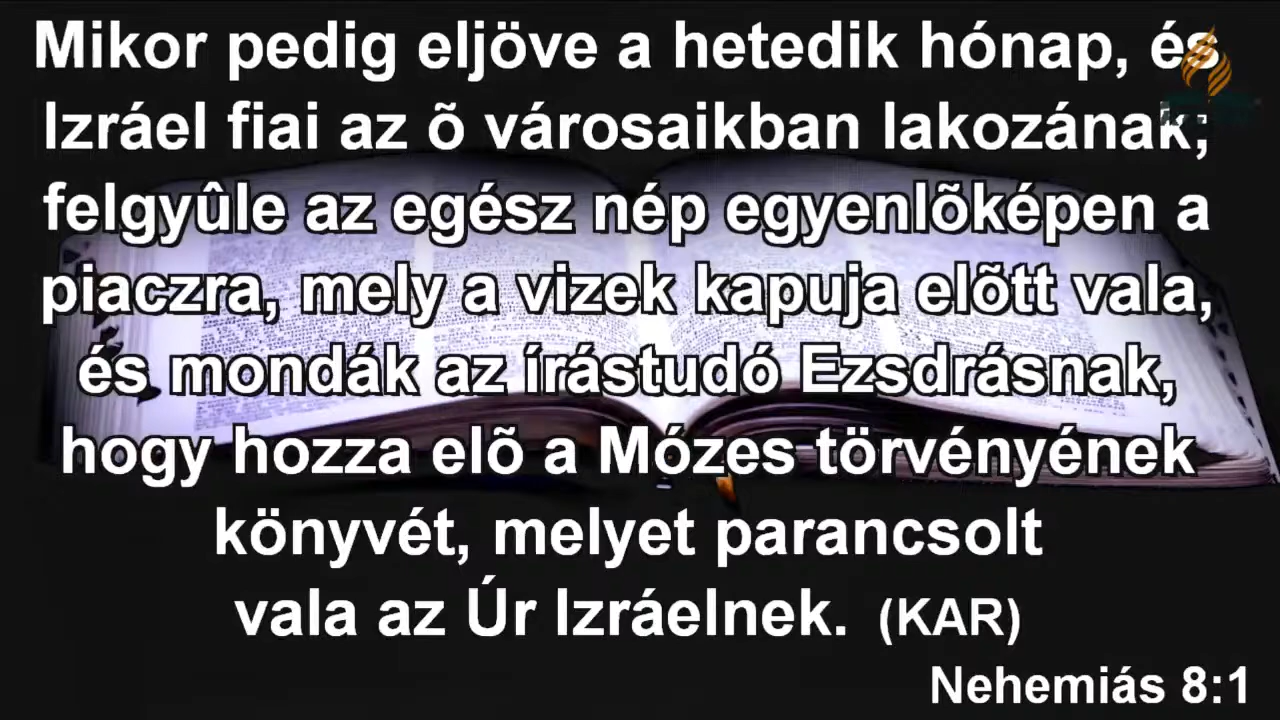 Mikor pedig eljöve a hetedik hónap, és
Izráel fiai az õ városaikban lakozának;
felgyûle az egész nép egyenlõképen a
piaczra, mely a vizek kapuja elõtt vala,
és mondák az írástudó Ezsdrásnak,
hogy hozza elõ a Mózes törvényének
könyvét, melyet parancsolt
vala az Úr Izráelnek. (KAR)
Nehemiás 8:1